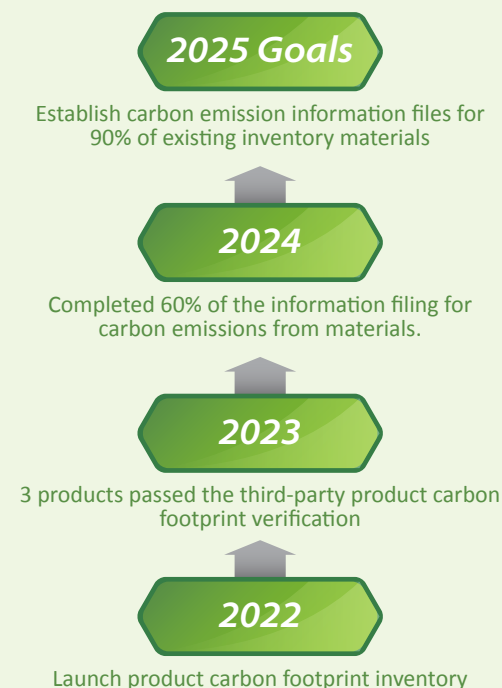 2025 Goals
Establish carbon emission information files for
90% of existing inventory materials
2024
Completed 60% of the information filing for
carbon emissions from materials.
2023
3 products passed the third-party product carbon
footprint verification
2022
Launch product carbon footprint inventory